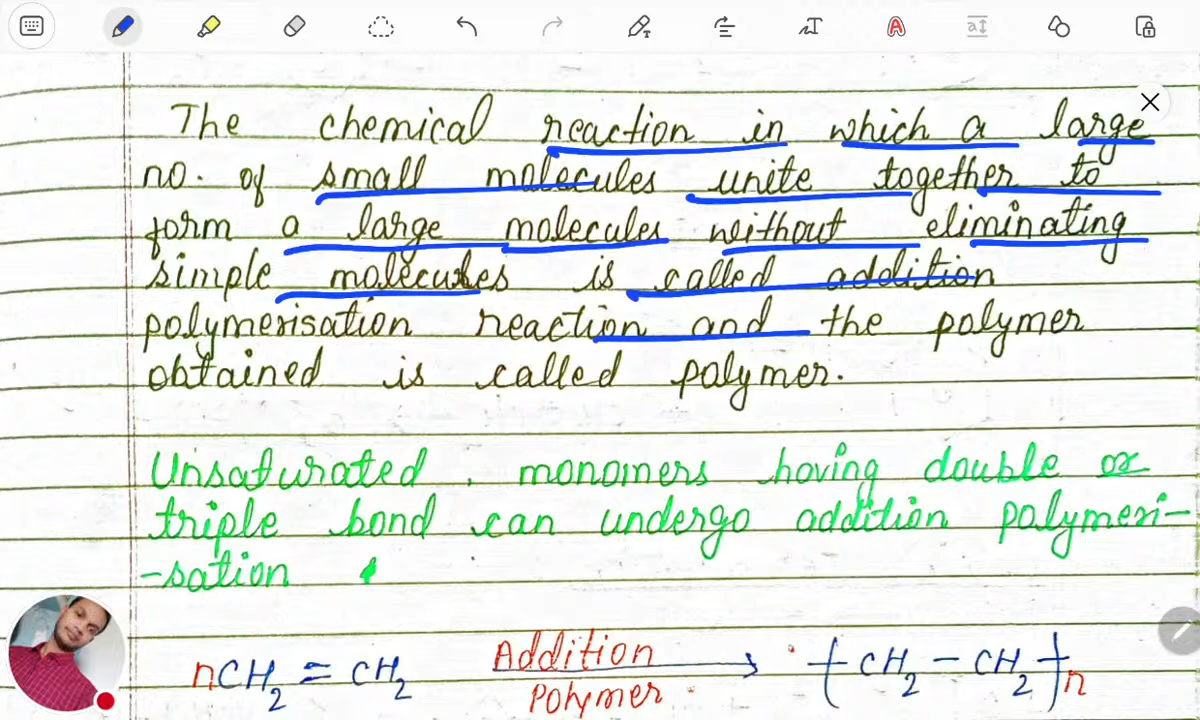 The chemical reaction in which a large
no. of small molecules unite together to
form a large molecules without eliminating
simple molecules is called addition
polymerisation reaction and the polymer
obtained is called polymer.
Unsaturated, monomers having double or
triple bond can undergo addition polymeri-
-sation
nCH₂ = CH₂ Addition Polymer → ( CH₂ – CH₂ )n